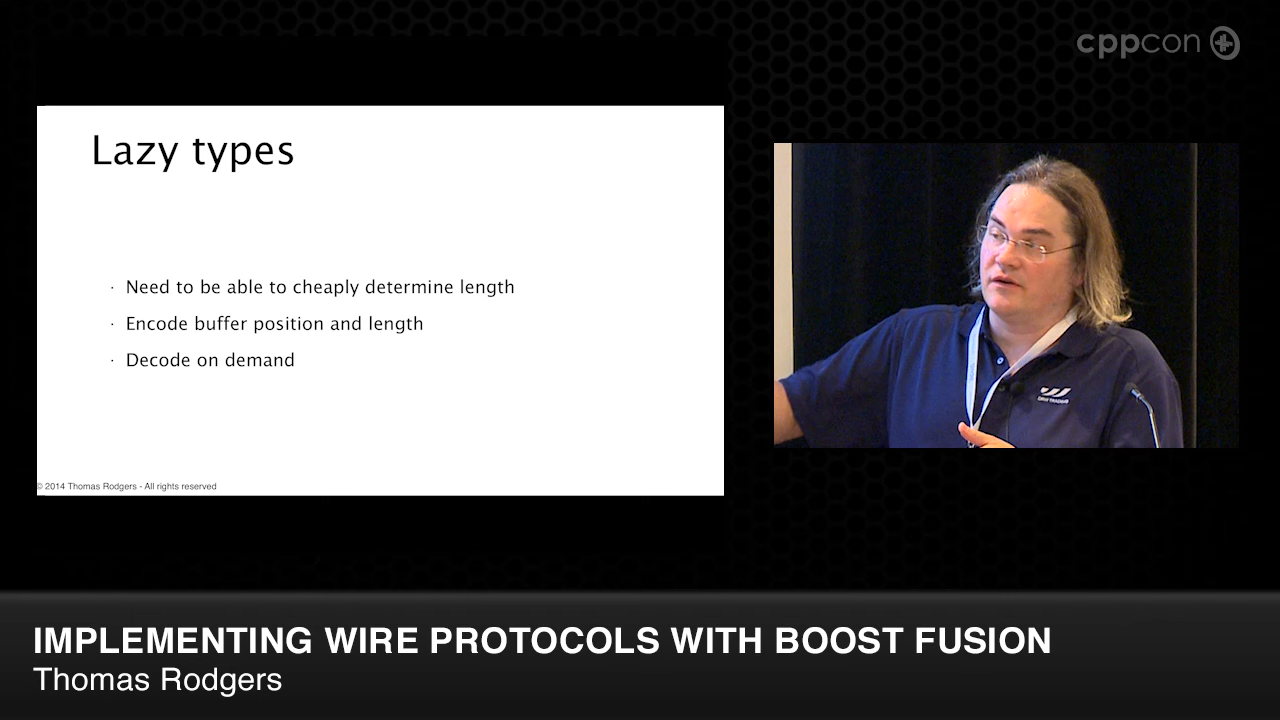 cppcon
Lazy types
· Need to be able to cheaply determine length
· Encode buffer position and length
· Decode on demand
© 2014 Thomas Rodgers - All rights reserved
IMPLEMENTING WIRE PROTOCOLS WITH BOOST FUSION
Thomas Rodgers